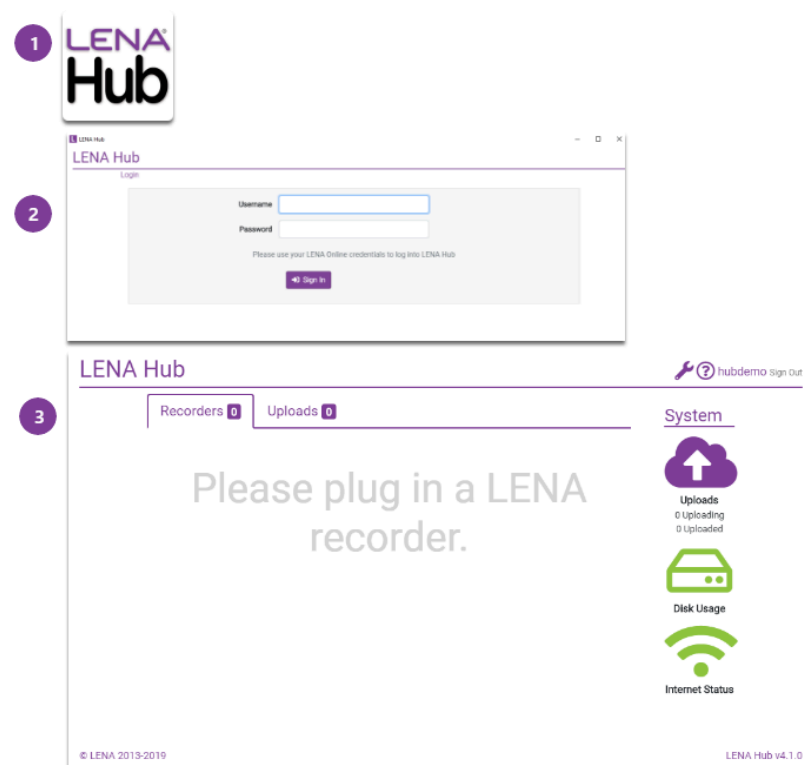 1
LENA
Hub
LENA Hub
LENA Hub
Login
2
Username
Password
Please use your LENA Online credentials to log into LENA Hub
Sign In
LENA Hub
? hubdemo Sign Out
3
Recorders 0
Uploads 0
System
Please plug in a LENA
recorder.
Uploads
0 Uploading
0 Uploaded
Disk Usage
Internet Status
© LENA 2013-2019
LENA Hub v4.1.0